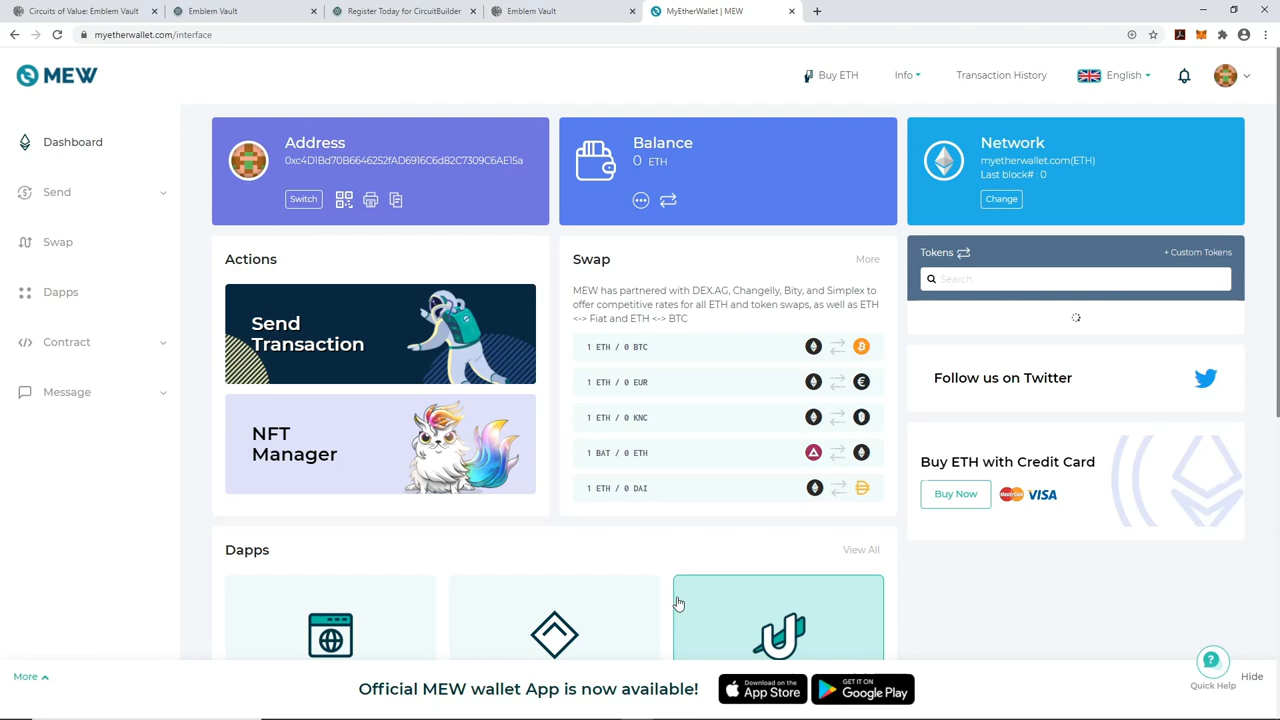 Circuits of Value: Emblem Vault
Emblem Vault
Register Today for CircuitBuilder
Emblem Vault
MyEtherWallet | MEW
myetherwallet.com/interface
MEW
Buy ETH
Info
Transaction History
English
Dashboard
Send
Swap
Dapps
Contract
Message
Address
0xc4D1Bd70B6646252fAD6916C6d82C7309C6AE15a
Switch
Balance
0 ETH
Network
myetherwallet.com(ETH)
Last block# : 0
Change
Actions
Send
Transaction
NFT
Manager
Swap
More
MEW has partnered with DEX.AG, Changelly, Bity, and Simplex to
offer competitive rates for all ETH and token swaps, as well as ETH
<-> Fiat and ETH <-> BTC
1 ETH / 0 BTC
1 ETH / 0 EUR
1 ETH / 0 KNC
1 BAT / 0 ETH
1 ETH / 0 DAI
Tokens
+ Custom Tokens
Search
Follow us on Twitter
Buy ETH with Credit Card
Buy Now
MasterCard
VISA
Dapps
View All
More
Official MEW wallet App is now available!
Download on the
App Store
GET IT ON
Google Play
Quick Help
Hide